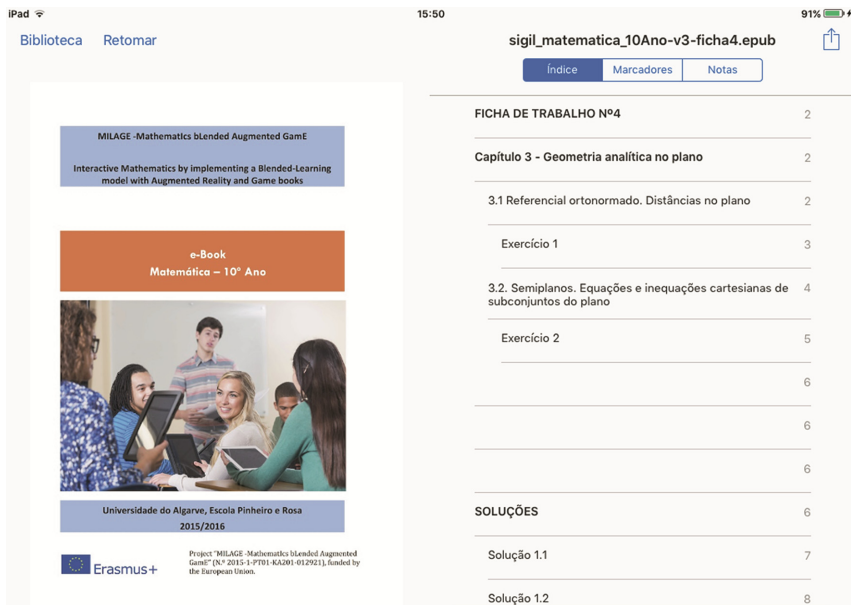 iPad
15:50
91%
Biblioteca Retomar
sigil_matematica_10Ano-v3-ficha4.epub
Índice Marcadores Notas
MILAGE -MathematIcs bLended Augmented GamE
Interactive Mathematics by implementing a Blended-Learning
model with Augmented Reality and Game books
e-Book
Matemática – 10º Ano
Universidade do Algarve, Escola Pinheiro e Rosa
2015/2016
Erasmus+
Project "MILAGE -MathematIcs bLended Augmented
GamE" (N.º 2015-1-PT01-KA201-012921), funded by
the European Union.
FICHA DE TRABALHO Nº4 2
Capítulo 3 - Geometria analítica no plano 2
3.1 Referencial ortonormado. Distâncias no plano 2
Exercício 1 3
3.2. Semiplanos. Equações e inequações cartesianas de 4
subconjuntos do plano
Exercício 2 5
6
6
6
SOLUÇÕES 6
Solução 1.1 7
Solução 1.2 8